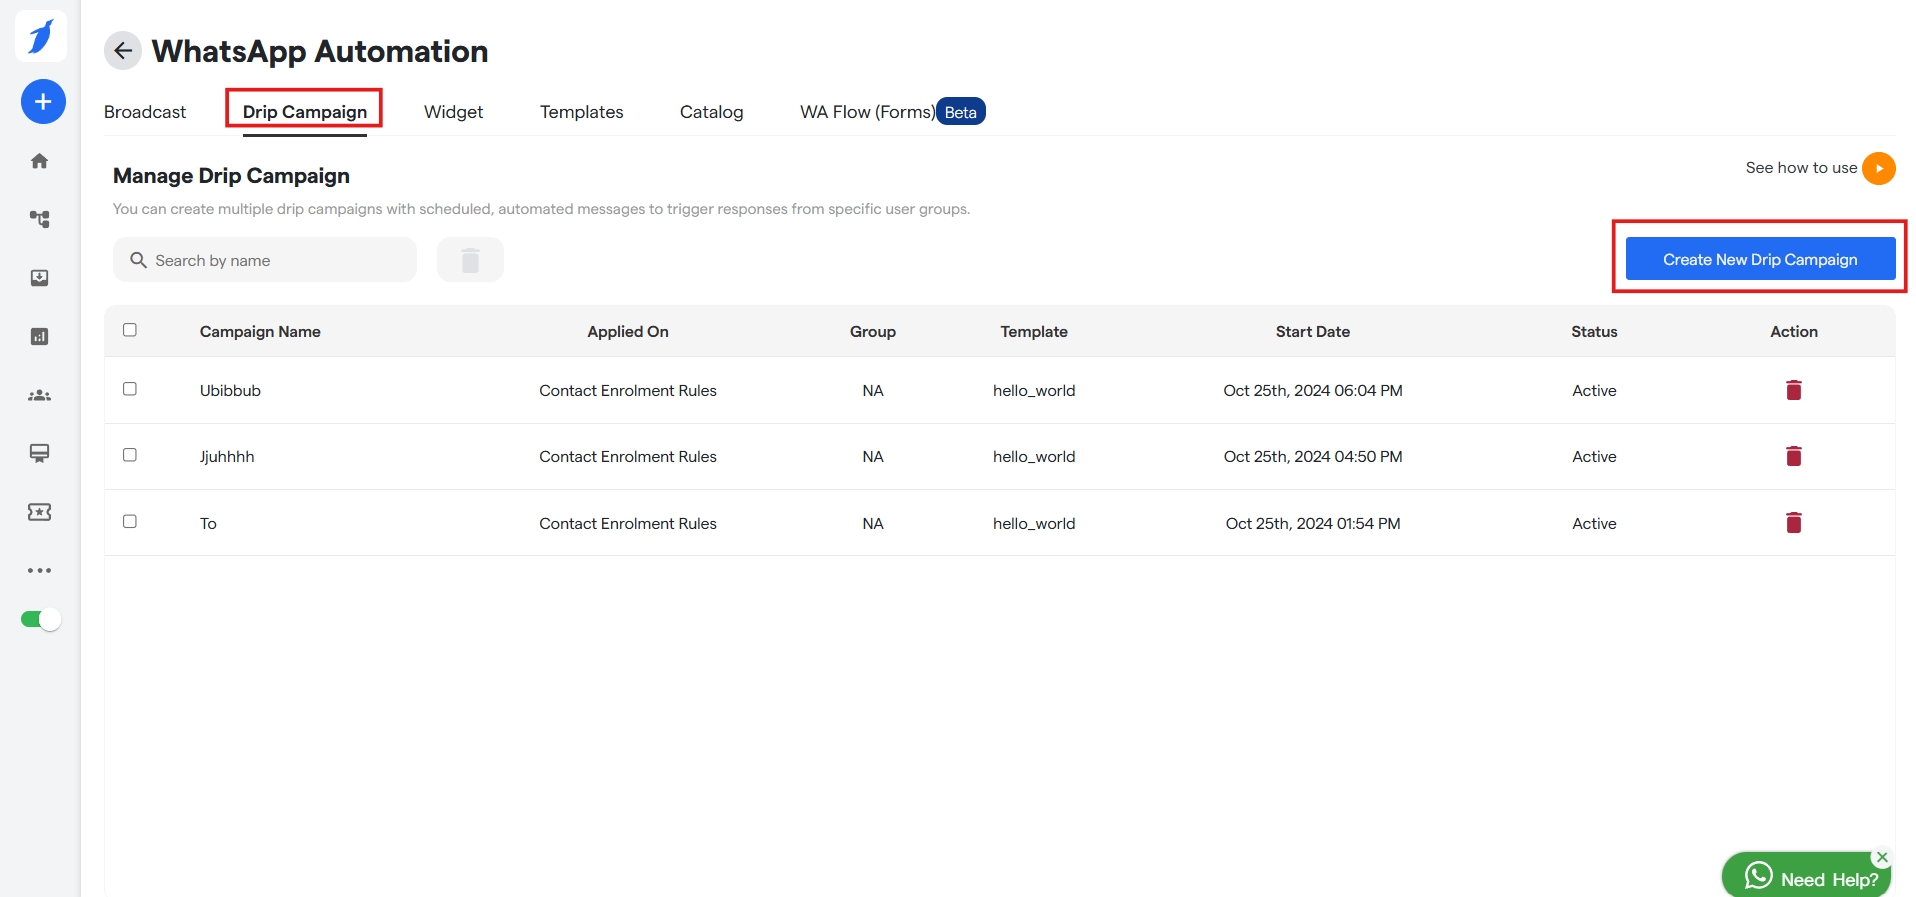 WhatsApp Automation
Broadcast Drip Campaign Widget Templates Catalog WA Flow (Forms) Beta
Manage Drip Campaign
See how to use
You can create multiple drip campaigns with scheduled, automated messages to trigger responses from specific user groups.
Search by name
Create New Drip Campaign
Campaign Name Applied On Group Template Start Date Status Action
Ubibbub Contact Enrolment Rules NA hello_world Oct 25th, 2024 06:04 PM Active
Jjuhhhh Contact Enrolment Rules NA hello_world Oct 25th, 2024 04:50 PM Active
To Contact Enrolment Rules NA hello_world Oct 25th, 2024 01:54 PM Active
Need Help?